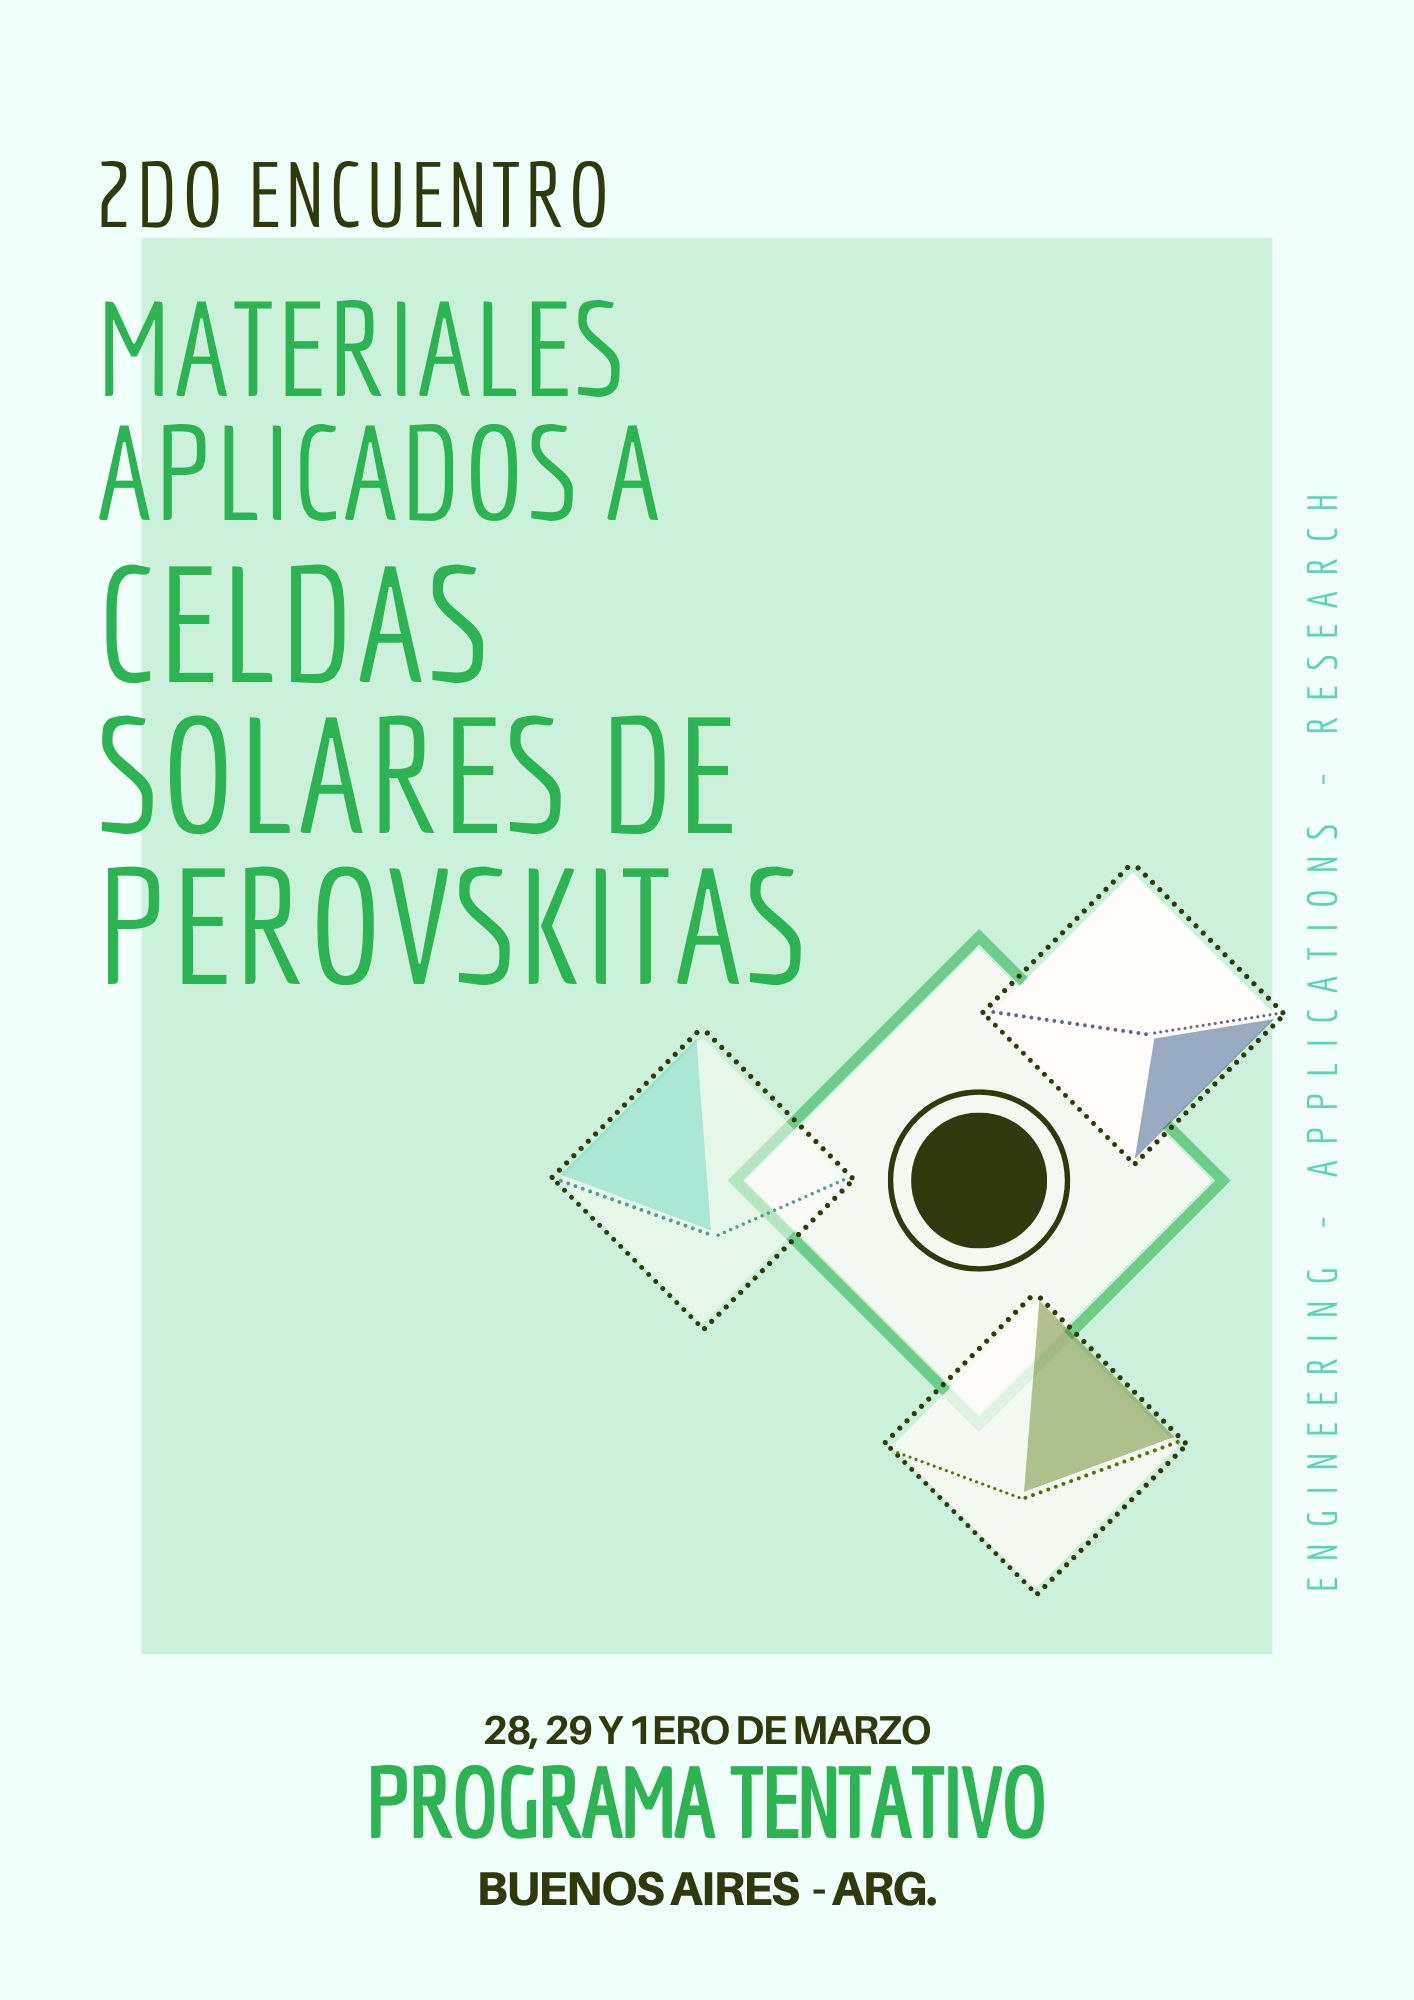 2DO ENCUENTRO
MATERIALES
APLICADOS A
CELDAS
SOLARES DE
PEROVSKITAS
ENGINEERING - APPLICATIONS - RESEARCH
28, 29 Y 1ERO DE MARZO
PROGRAMA TENTATIVO
BUENOS AIRES - ARG.